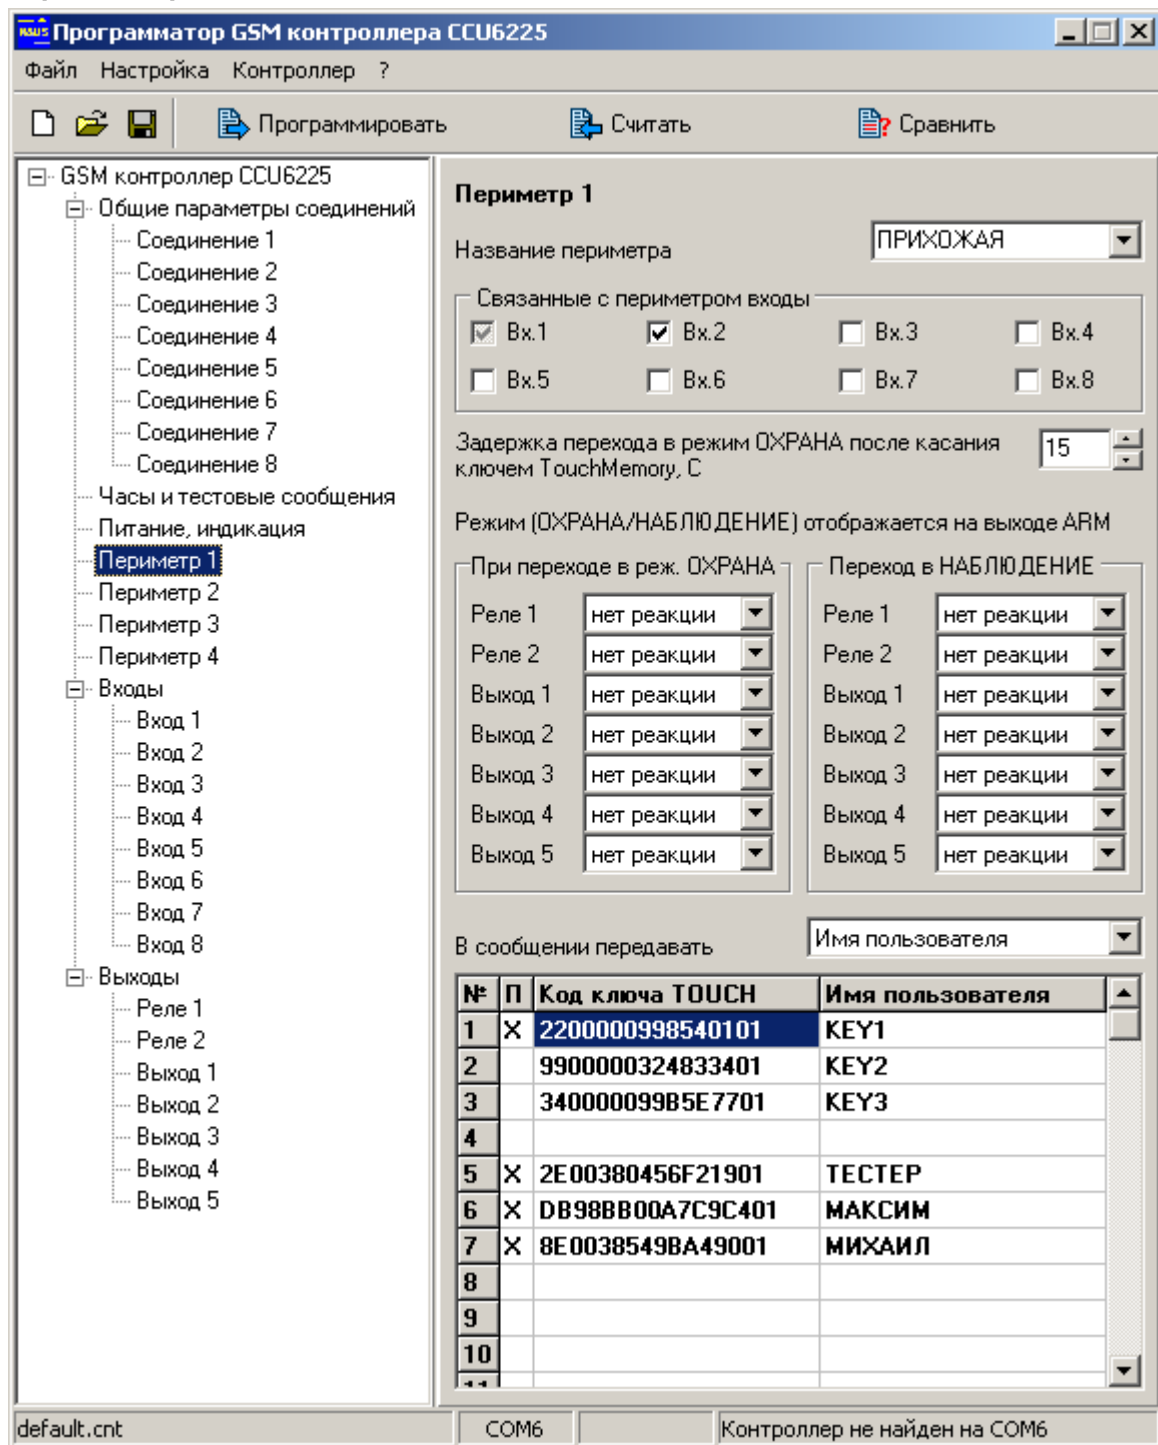 Программатор GSM контроллера CCU6225
Файл Настройка Контроллер ?
Программировать Считать Сравнить
GSM контроллер CCU6225
Общие параметры соединений
Соединение 1
Соединение 2
Соединение 3
Соединение 4
Соединение 5
Соединение 6
Соединение 7
Соединение 8
Часы и тестовые сообщения
Питание, индикация
Периметр 1
Периметр 2
Периметр 3
Периметр 4
Входы
Вход 1
Вход 2
Вход 3
Вход 4
Вход 5
Вход 6
Вход 7
Вход 8
Выходы
Реле 1
Реле 2
Выход 1
Выход 2
Выход 3
Выход 4
Выход 5
Периметр 1
Название периметра ПРИХОЖАЯ
Связанные с периметром входы
Вх.1 Вх.2 Вх.3 Вх.4
Вх.5 Вх.6 Вх.7 Вх.8
Задержка перехода в режим ОХРАНА после касания
ключем TouchMemory, С 15
Режим (ОХРАНА/НАБЛЮДЕНИЕ) отображается на выходе ARM
При переходе в реж. ОХРАНА
Реле 1 нет реакции
Реле 2 нет реакции
Выход 1 нет реакции
Выход 2 нет реакции
Выход 3 нет реакции
Выход 4 нет реакции
Выход 5 нет реакции
Переход в НАБЛЮДЕНИЕ
Реле 1 нет реакции
Реле 2 нет реакции
Выход 1 нет реакции
Выход 2 нет реакции
Выход 3 нет реакции
Выход 4 нет реакции
Выход 5 нет реакции
В сообщении передавать Имя пользователя
№ П Код ключа TOUCH Имя пользователя
1 X 2200000998540101 KEY1
2 9900000324833401 KEY2
3 340000099B5E7701 KEY3
4
5 X 2E00380456F21901 ТЕСТЕР
6 X DB98BB00A7C9C401 МАКСИМ
7 X 8E0038549BA49001 МИХАИЛ
8
9
10
default.cnt COM6 Контроллер не найден на COM6